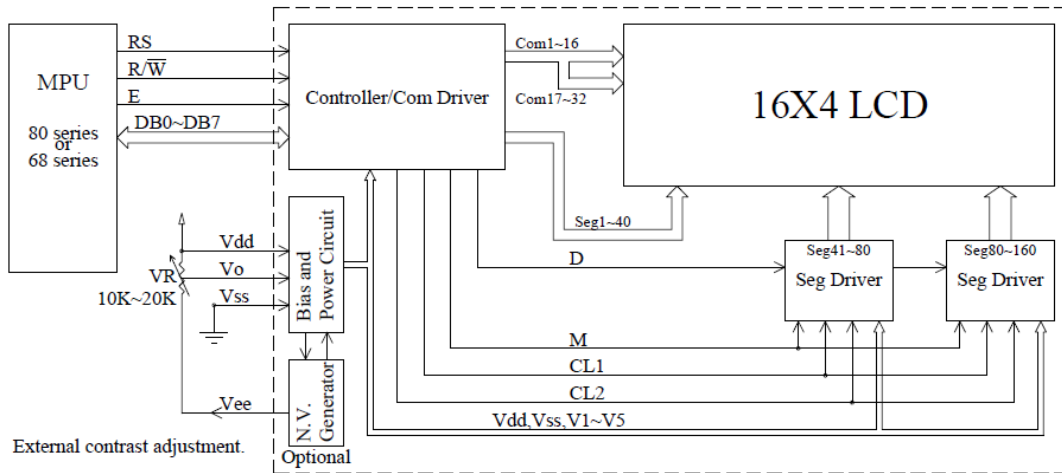 MPU
80 series
or
68 series
RS
R/W̅
E
DB0~DB7
Controller/Com Driver
Com1~16
Com17~32
16X4 LCD
Seg1~40
Vdd
Vo
Vss
VR
10K~20K
Bias and
Power Circuit
D
Seg41~80
Seg Driver
Seg80~160
Seg Driver
M
CL1
CL2
Vdd,Vss,V1~V5
Vee
N.V.
Generator
Optional
External contrast adjustment.